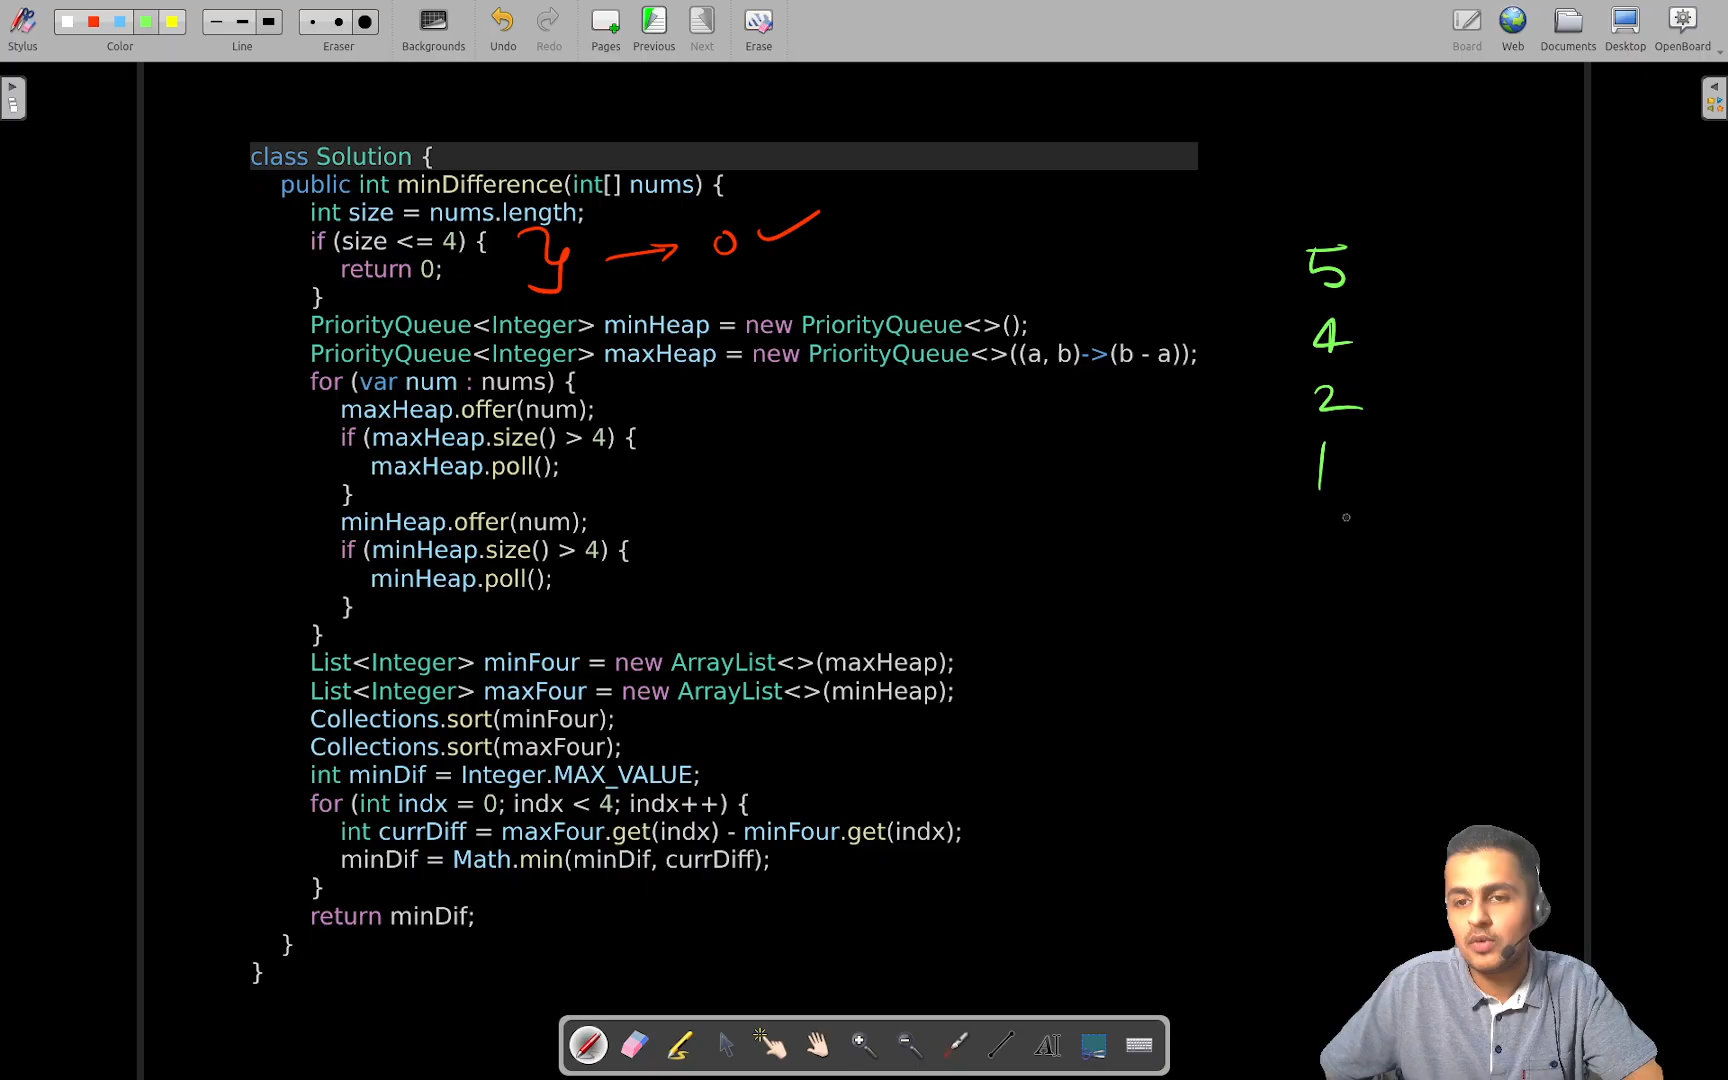 Stylus
Color
Line
Eraser
Backgrounds
Undo
Redo
Pages
Previous
Next
Erase
Board
Web
Documents
Desktop
OpenBoard
class Solution {
public int minDifference(int[] nums) {
int size = nums.length;
if (size <= 4) {
return 0;
}
} → 0 ✓
PriorityQueue<Integer> minHeap = new PriorityQueue<>();
PriorityQueue<Integer> maxHeap = new PriorityQueue<>((a, b)->(b - a));
for (var num : nums) {
maxHeap.offer(num);
if (maxHeap.size() > 4) {
maxHeap.poll();
}
minHeap.offer(num);
if (minHeap.size() > 4) {
minHeap.poll();
}
}
List<Integer> minFour = new ArrayList<>(maxHeap);
List<Integer> maxFour = new ArrayList<>(minHeap);
Collections.sort(minFour);
Collections.sort(maxFour);
int minDif = Integer.MAX_VALUE;
for (int indx = 0; indx < 4; indx++) {
int currDiff = maxFour.get(indx) - minFour.get(indx);
minDif = Math.min(minDif, currDiff);
}
return minDif;
}
}
5
4
2
1
AI